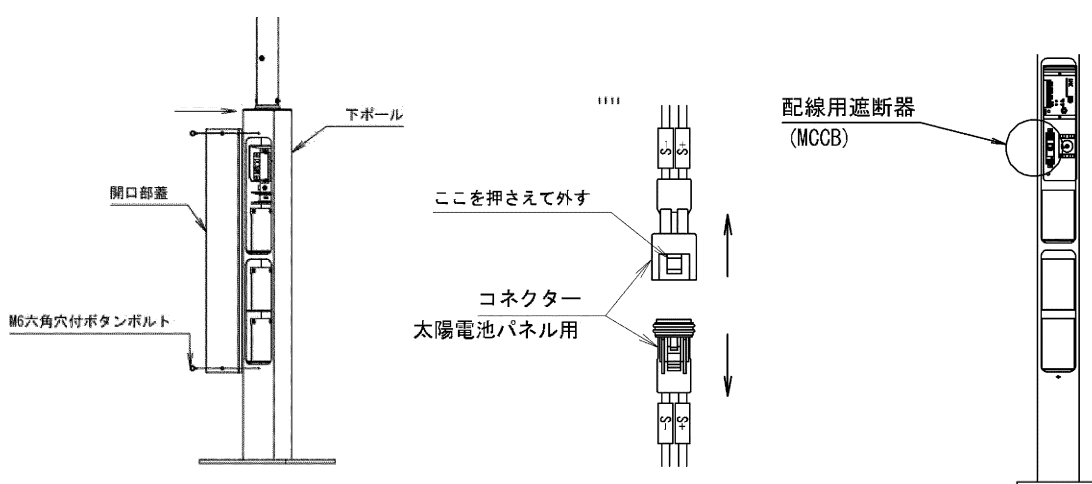 下ポール
開口部蓋
M6六角穴付ボタンボルト
ここを押さえて外す
コネクター
太陽電池パネル用
S-
S+
S-
S+
配線用遮断器
(MCCB)